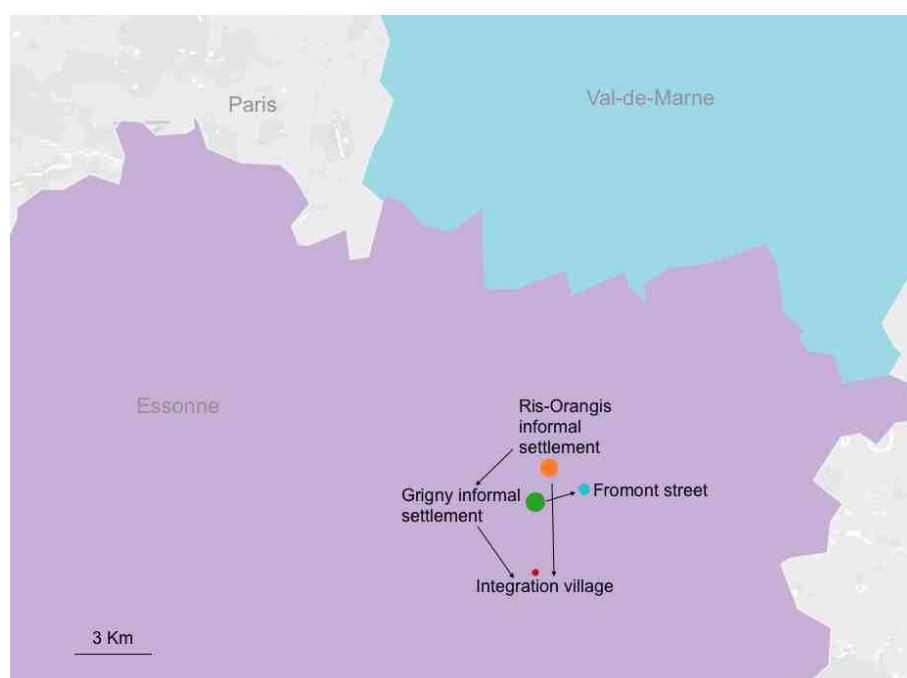 Paris
Val-de-Marne
Essonne
Ris-Orangis
informal
settlement
Grigny informal
settlement
Fromont street
Integration village
3 Km